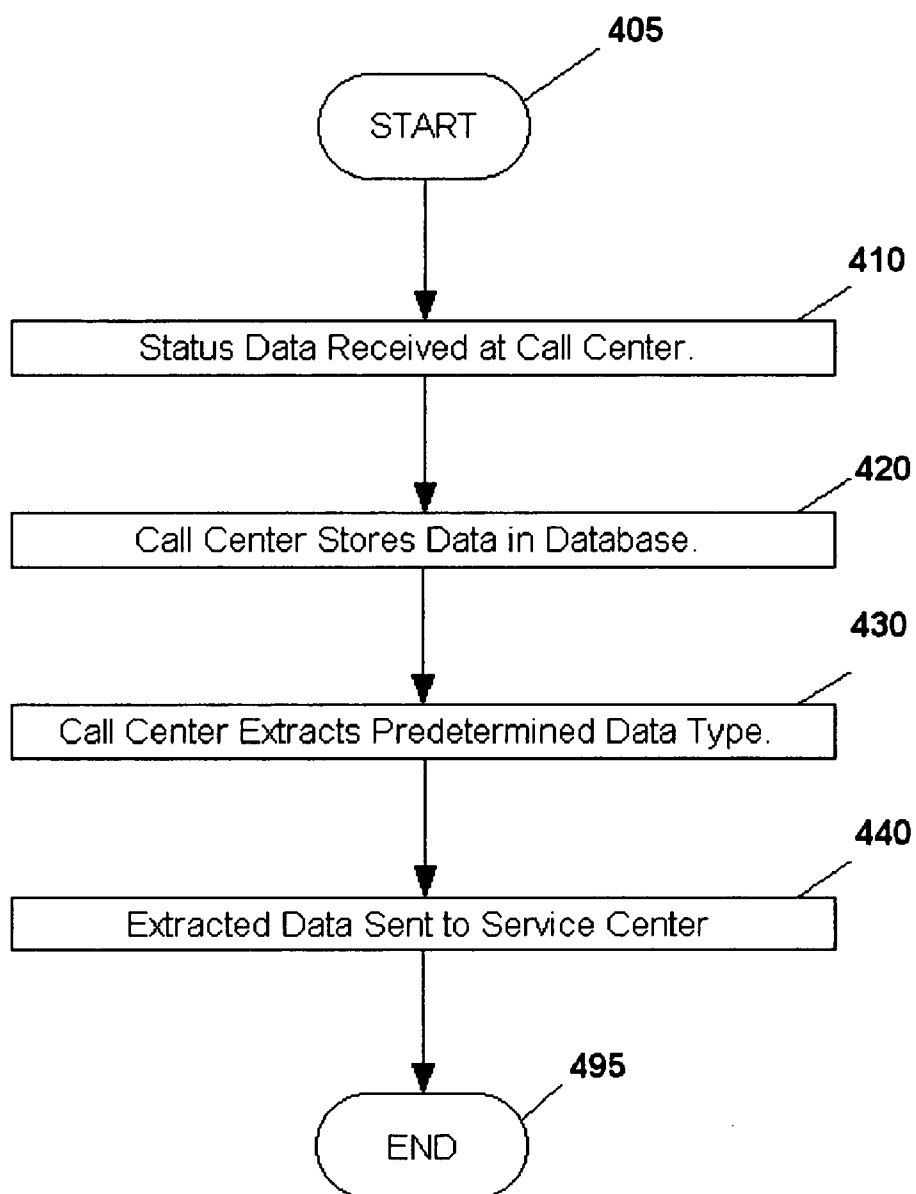 405
START
410
Status Data Received at Call Center.
420
Call Center Stores Data in Database.
430
Call Center Extracts Predetermined Data Type.
440
Extracted Data Sent to Service Center
495
END